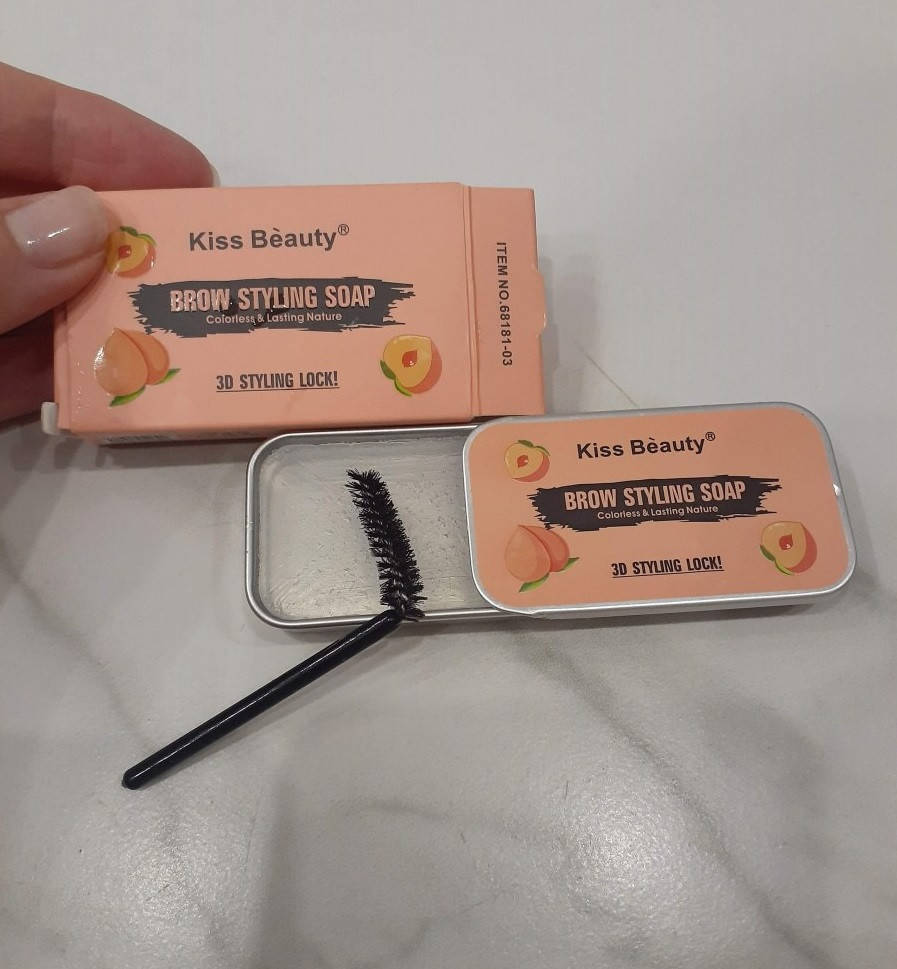 Kiss Bèauty®
BROW STYLING SOAP
Colorless & Lasting Nature
3D STYLING LOCK!
ITEM NO.68181-03
Kiss Bèauty®
BROW STYLING SOAP
Colorless & Lasting Nature
3D STYLING LOCK!